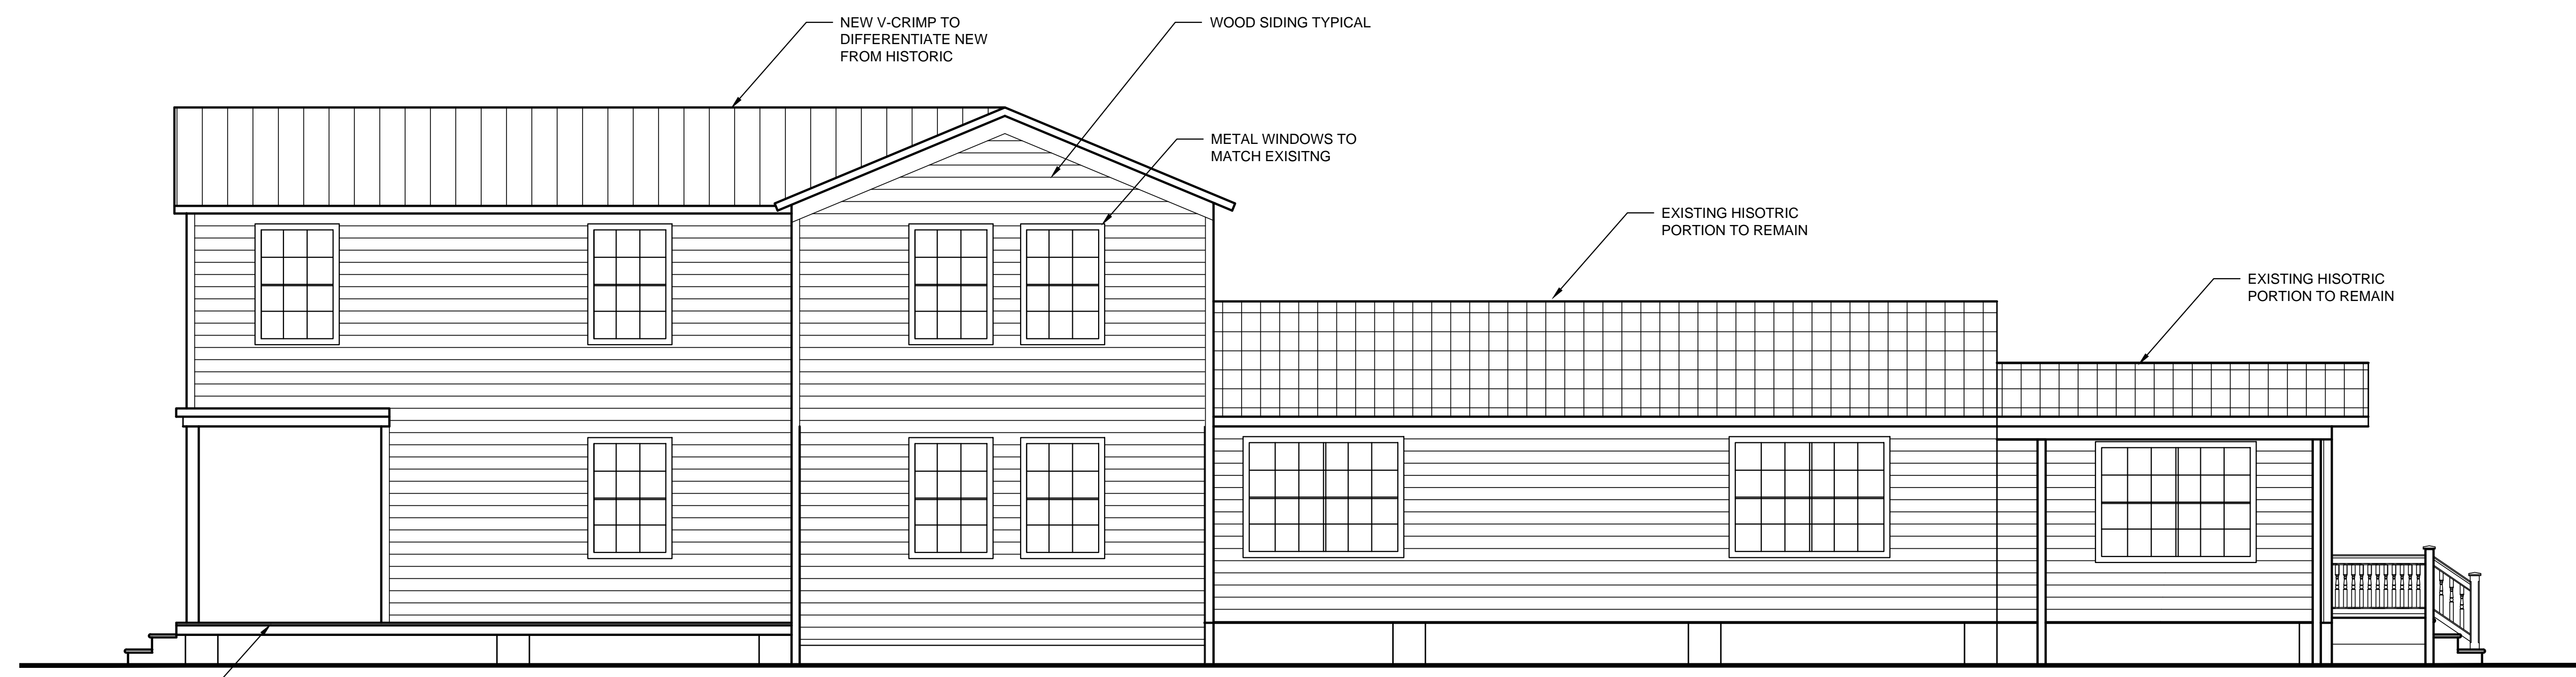 NEW V-CRIMP TO
DIFFERENTIATE NEW
FROM HISTORIC
WOOD SIDING TYPICAL
METAL WINDOWS TO
MATCH EXISITNG
EXISTING HISOTRIC
PORTION TO REMAIN
EXISTING HISOTRIC
PORTION TO REMAIN